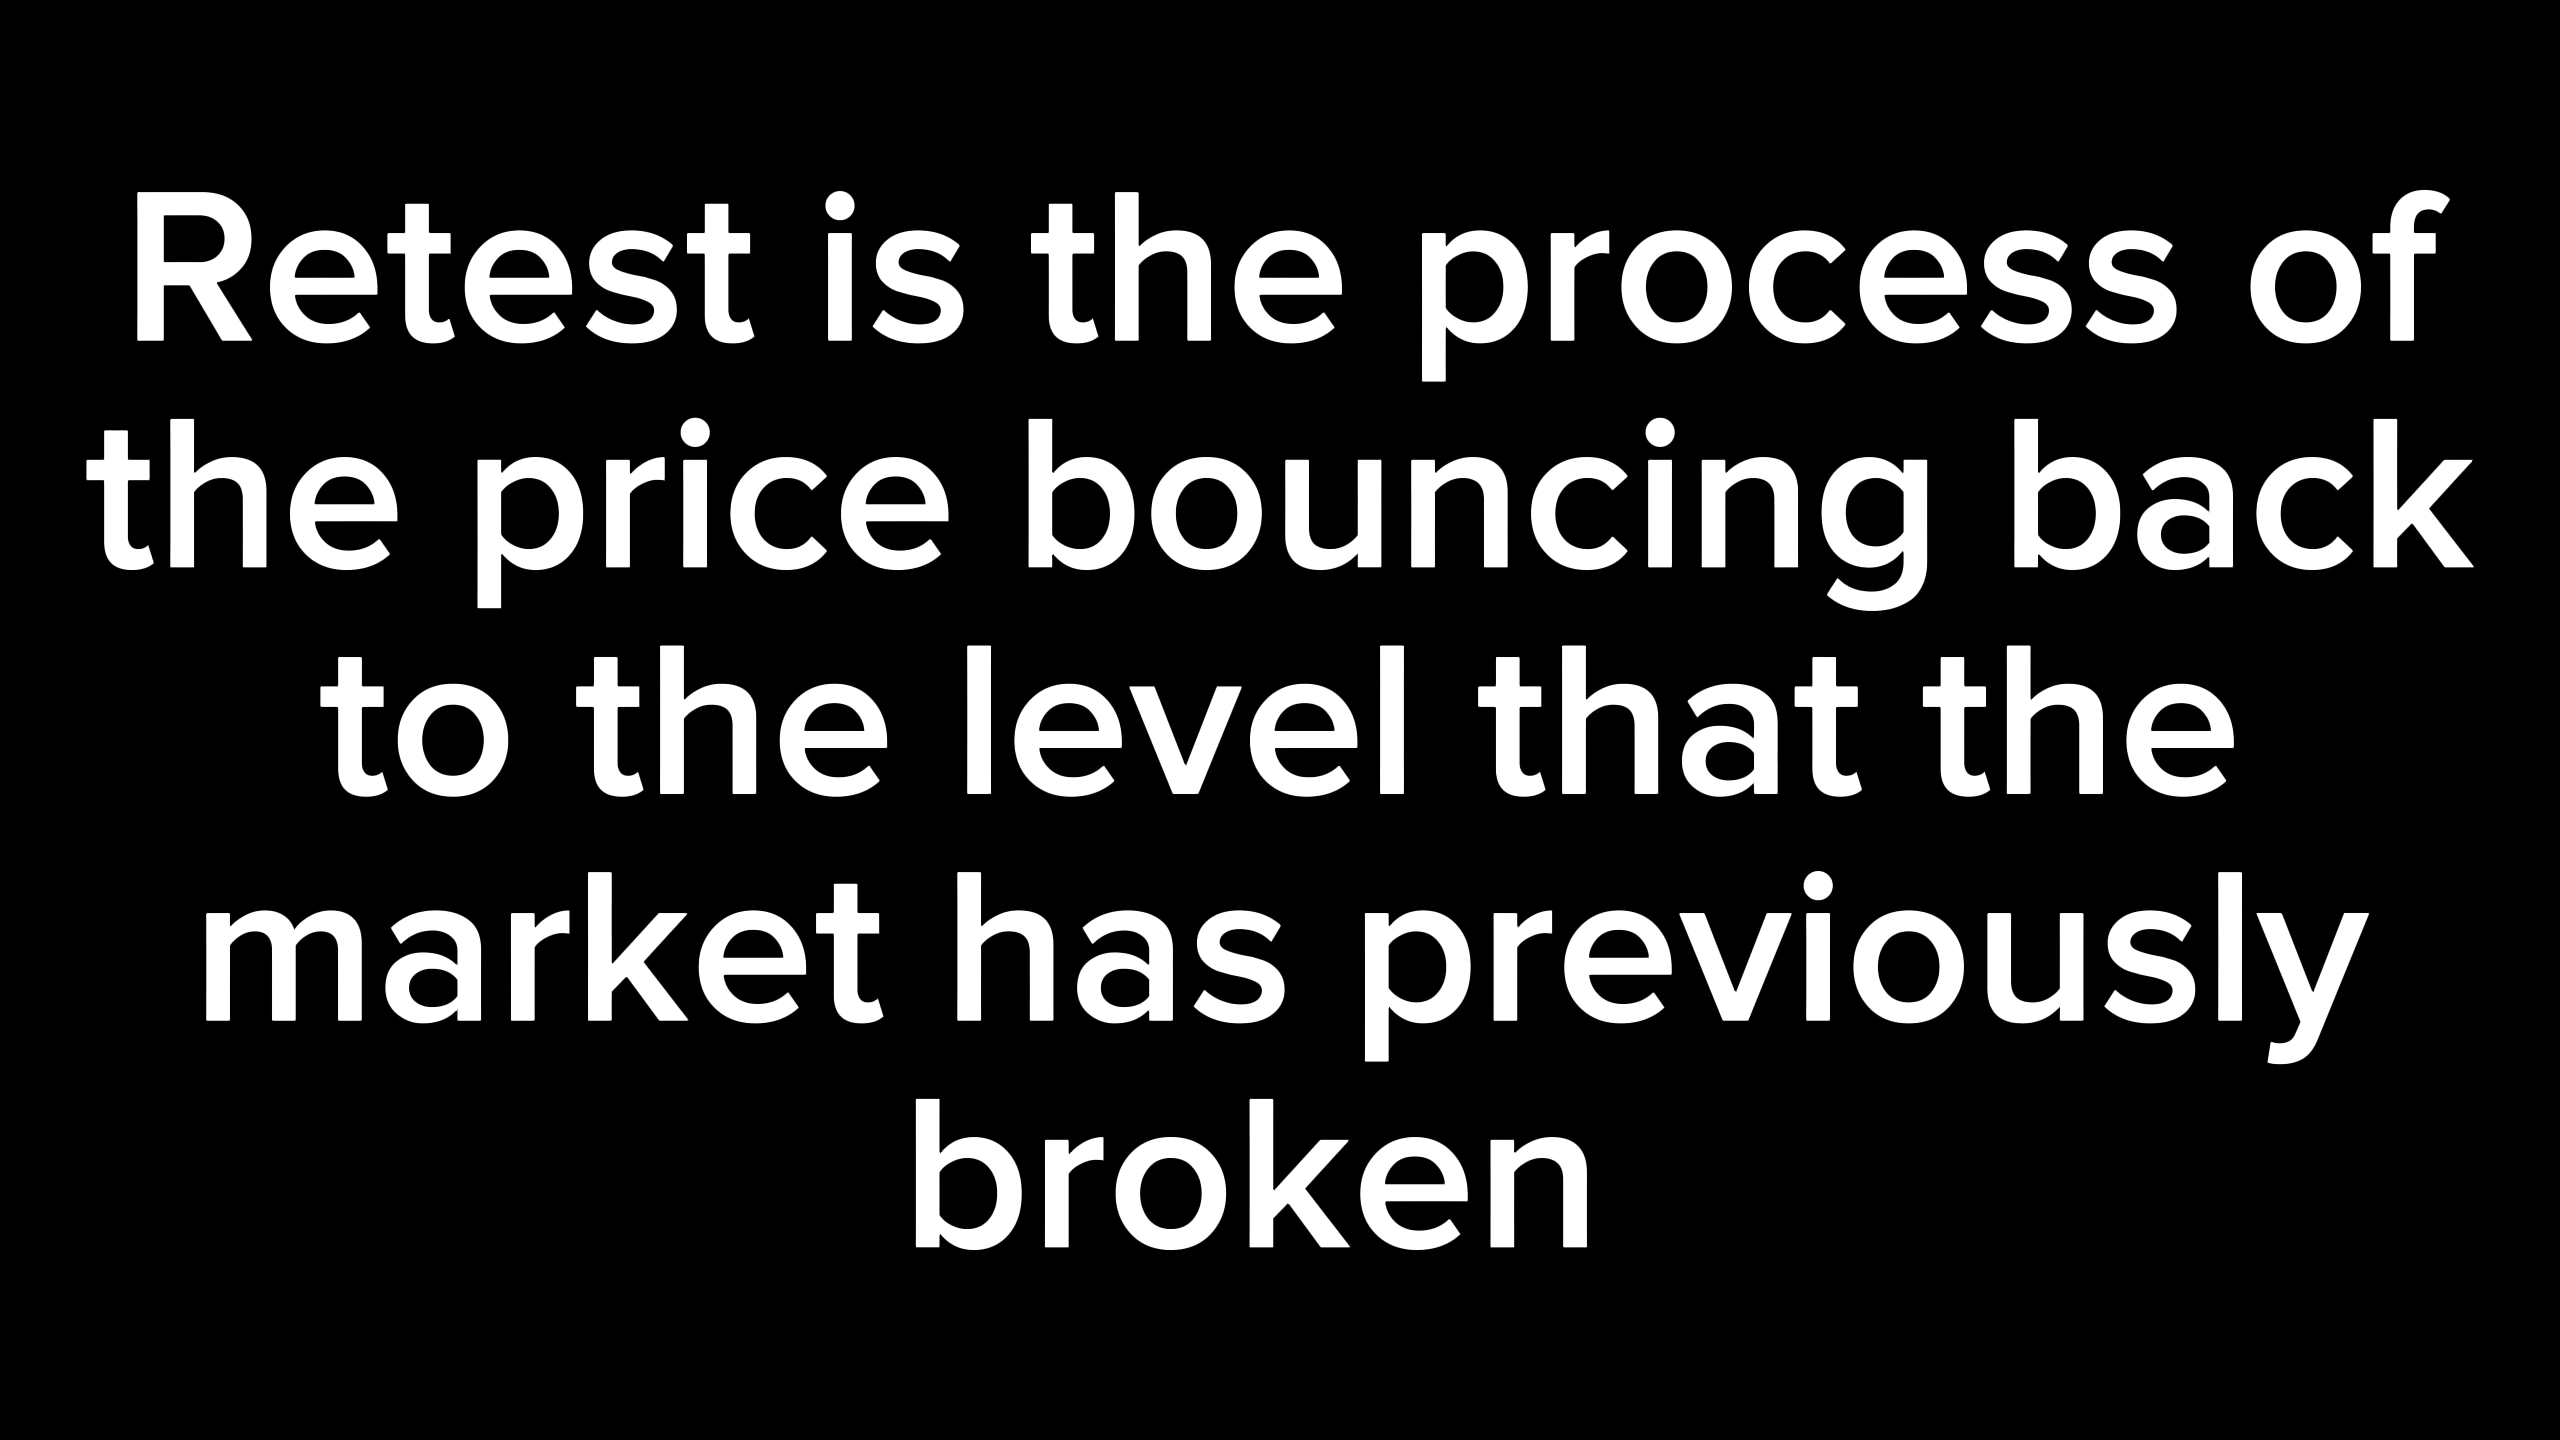 Retest is the process of
the price bouncing back
to the level that the
market has previously
broken